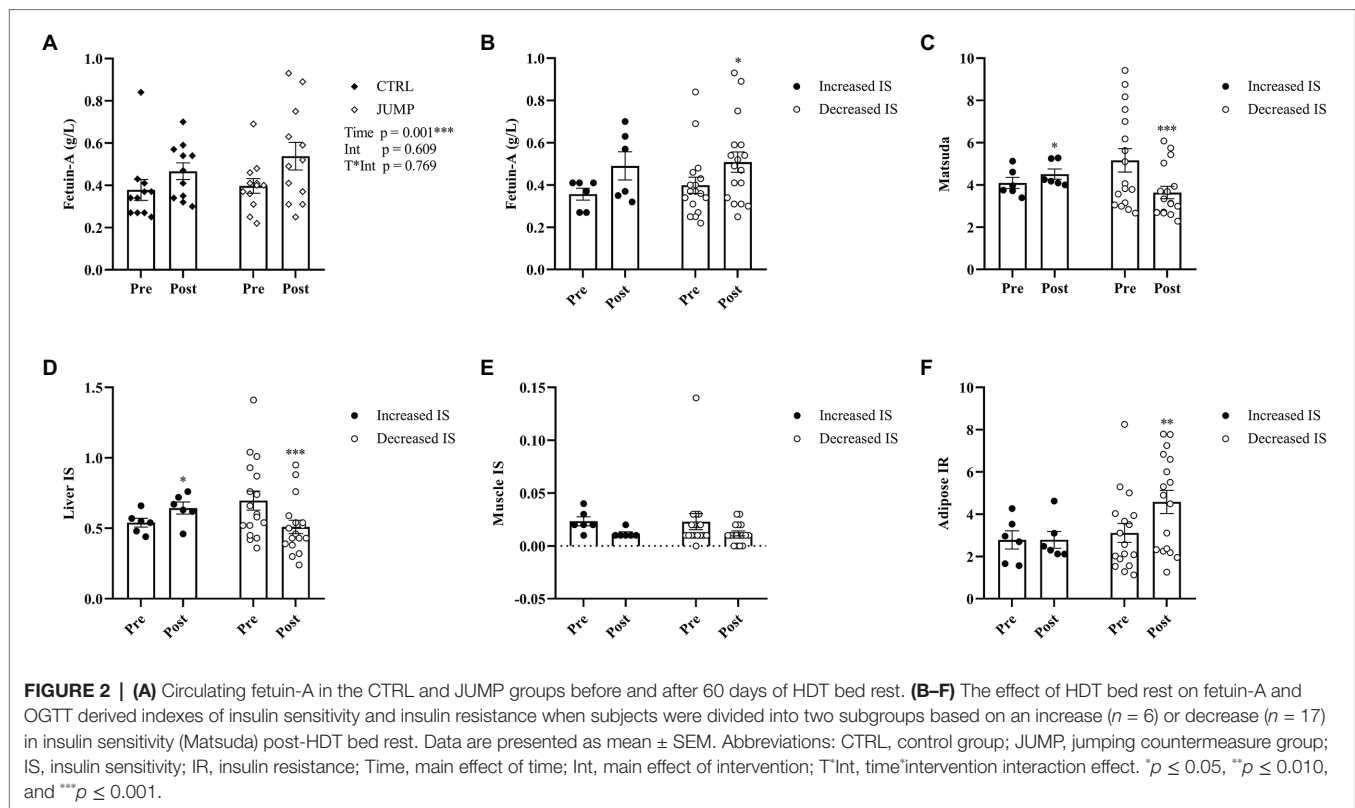 A
Fetuin-A (g/L)
1.0
0.8
0.6
0.4
0.2
0.0
Pre
Post
Pre
Post
CTRL
JUMP
Time p = 0.001***
Int p = 0.609
T*Int p = 0.769
B
Fetuin-A (g/L)
1.0
0.8
0.6
0.4
0.2
0.0
*
Pre
Post
Pre
Post
Increased IS
Decreased IS
C
Matsuda
10
8
6
4
2
0
*
***
Pre
Post
Pre
Post
Increased IS
Decreased IS
D
Liver IS
1.5
1.0
0.5
0.0
*
***
Pre
Post
Pre
Post
Increased IS
Decreased IS
E
Muscle IS
0.15
0.10
0.05
0.00
-0.05
Pre
Post
Pre
Post
Increased IS
Decreased IS
F
Adipose IR
10
8
6
4
2
0
**
Pre
Post
Pre
Post
Increased IS
Decreased IS
FIGURE 2 | (A) Circulating fetuin-A in the CTRL and JUMP groups before and after 60 days of HDT bed rest. (B–F) The effect of HDT bed rest on fetuin-A and
OGTT derived indexes of insulin sensitivity and insulin resistance when subjects were divided into two subgroups based on an increase (n = 6) or decrease (n = 17)
in insulin sensitivity (Matsuda) post-HDT bed rest. Data are presented as mean ± SEM. Abbreviations: CTRL, control group; JUMP, jumping countermeasure group;
IS, insulin sensitivity; IR, insulin resistance; Time, main effect of time; Int, main effect of intervention; T*Int, time*intervention interaction effect. *p ≤ 0.05, **p ≤ 0.010,
and ***p ≤ 0.001.